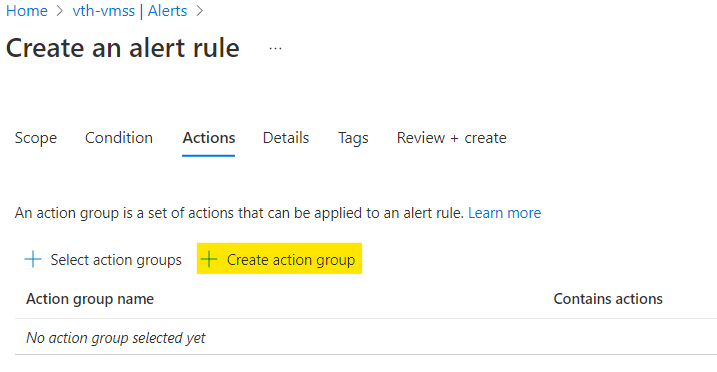 Home > vth-vmss | Alerts >
Create an alert rule ...
Scope Condition Actions Details Tags Review + create
An action group is a set of actions that can be applied to an alert rule. Learn more
+ Select action groups + Create action group
Action group name Contains actions
No action group selected yet